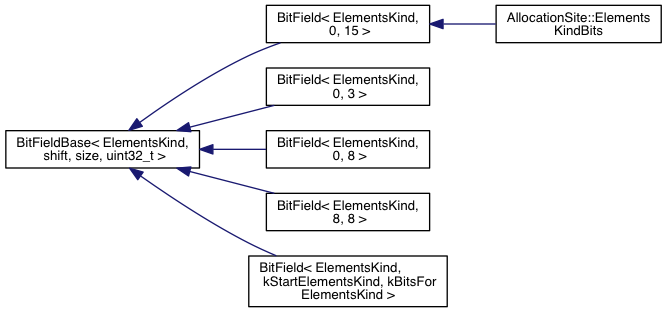 BitField< ElementsKind,
0, 15 >
AllocationSite::Elements
KindBits
BitField< ElementsKind,
0, 3 >
BitFieldBase< ElementsKind,
shift, size, uint32_t >
BitField< ElementsKind,
0, 8 >
BitField< ElementsKind,
8, 8 >
BitField< ElementsKind,
kStartElementsKind, kBitsFor
ElementsKind >